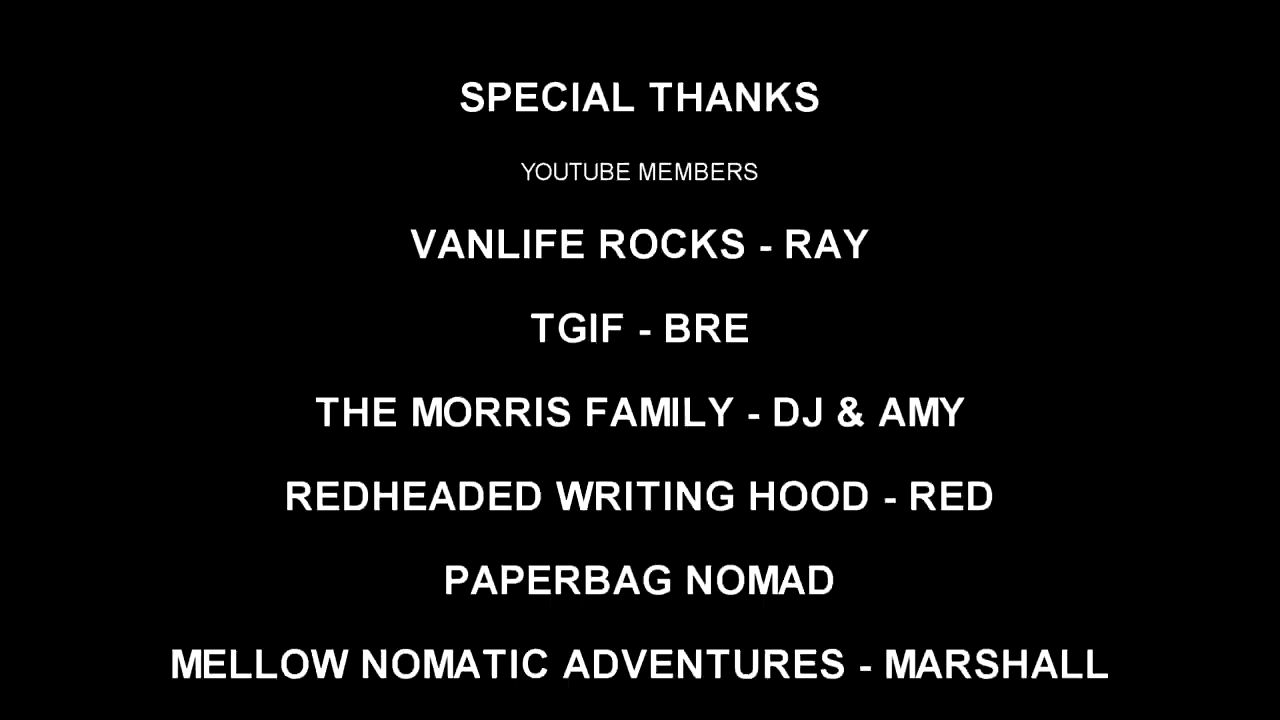 SPECIAL THANKS
YOUTUBE MEMBERS
VANLIFE ROCKS - RAY
TGIF - BRE
THE MORRIS FAMILY - DJ & AMY
REDHEADED WRITING HOOD - RED
PAPERBAG NOMAD
MELLOW NOMATIC ADVENTURES - MARSHALL